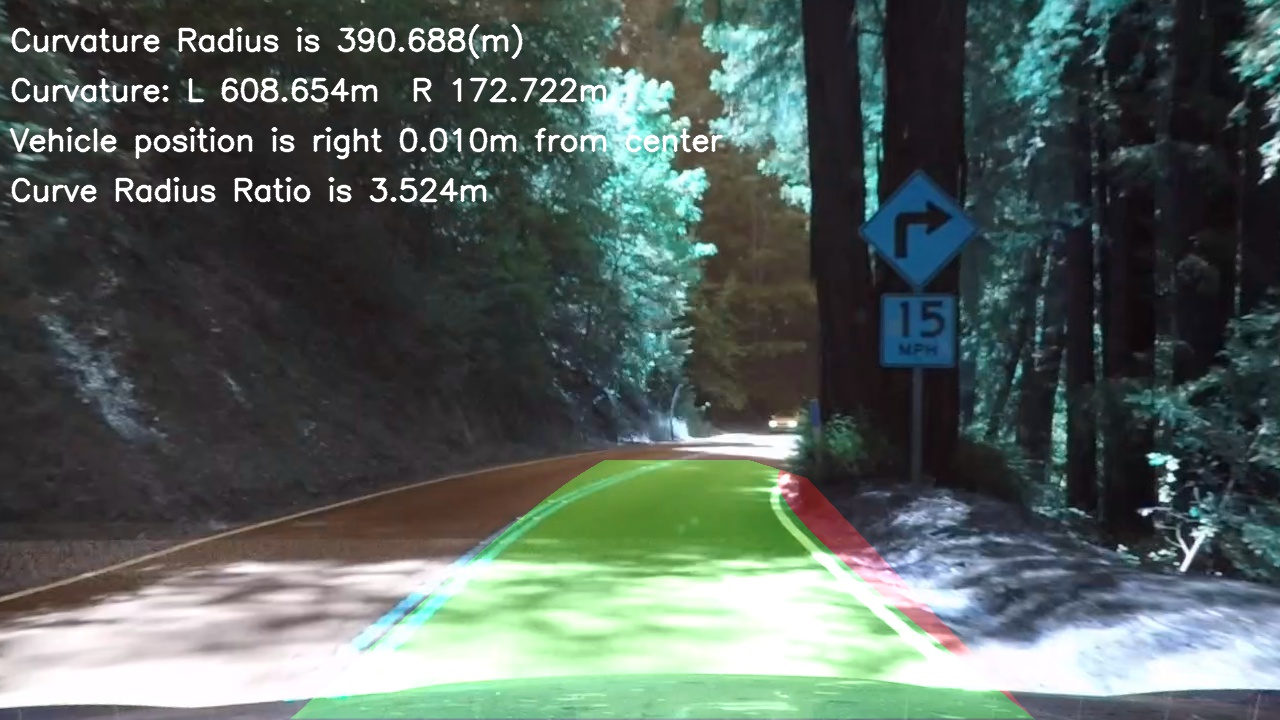 Curvature Radius is 390.688(m)
Curvature: L 608.654m R 172.722m
Vehicle position is right 0.010m from center
Curve Radius Ratio is 3.524m
15
MPH